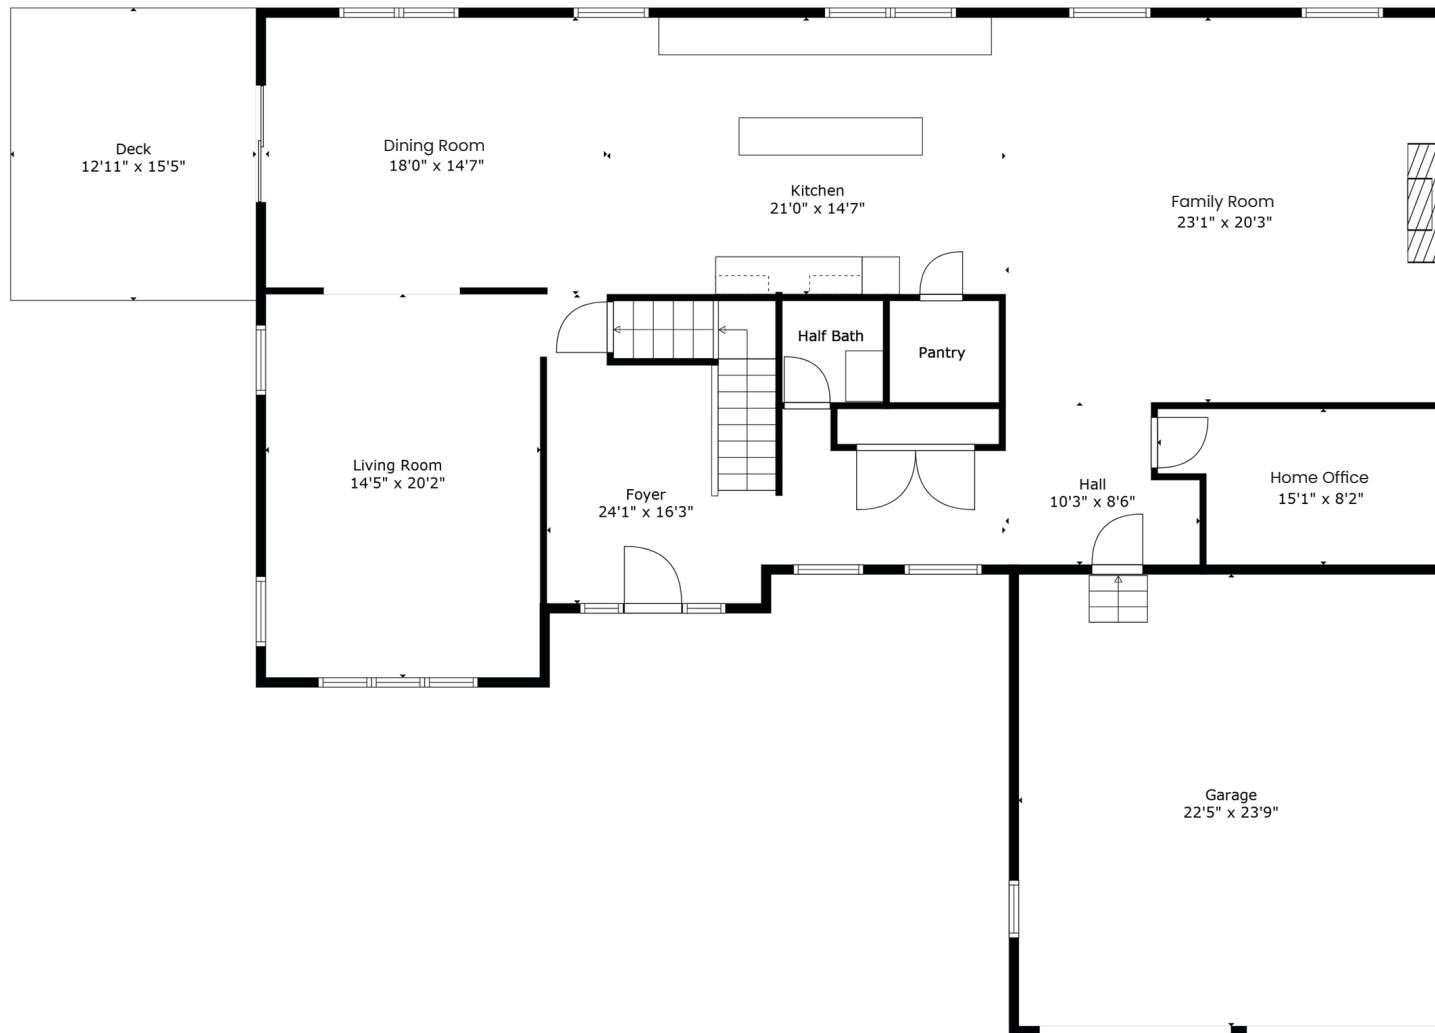 Deck
12'11" x 15'5"
Dining Room
18'0" x 14'7"
Kitchen
21'0" x 14'7"
Family Room
23'1" x 20'3"
Half Bath
Pantry
Living Room
14'5" x 20'2"
Foyer
24'1" x 16'3"
Hall
10'3" x 8'6"
Home Office
15'1" x 8'2"
Garage
22'5" x 23'9"